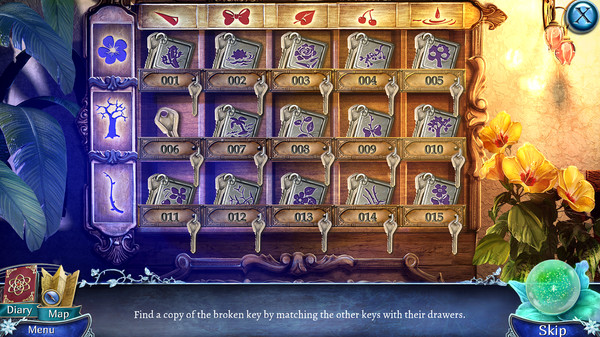 001 002 003 004 005
006 007 008 009 010
011 012 013 014 015
X
Diary
Map
Menu
Find a copy of the broken key by matching the other keys with their drawers.
Skip